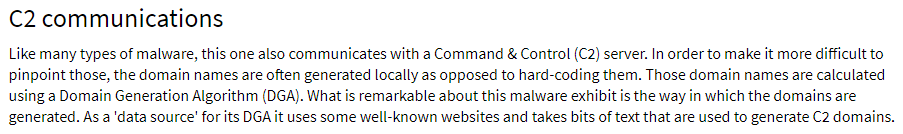 C2 communications
Like many types of malware, this one also communicates with a Command & Control (C2) server. In order to make it more difficult to
pinpoint those, the domain names are often generated locally as opposed to hard-coding them. Those domain names are calculated
using a Domain Generation Algorithm (DGA). What is remarkable about this malware exhibit is the way in which the domains are
generated. As a 'data source' for its DGA it uses some well-known websites and takes bits of text that are used to generate C2 domains.